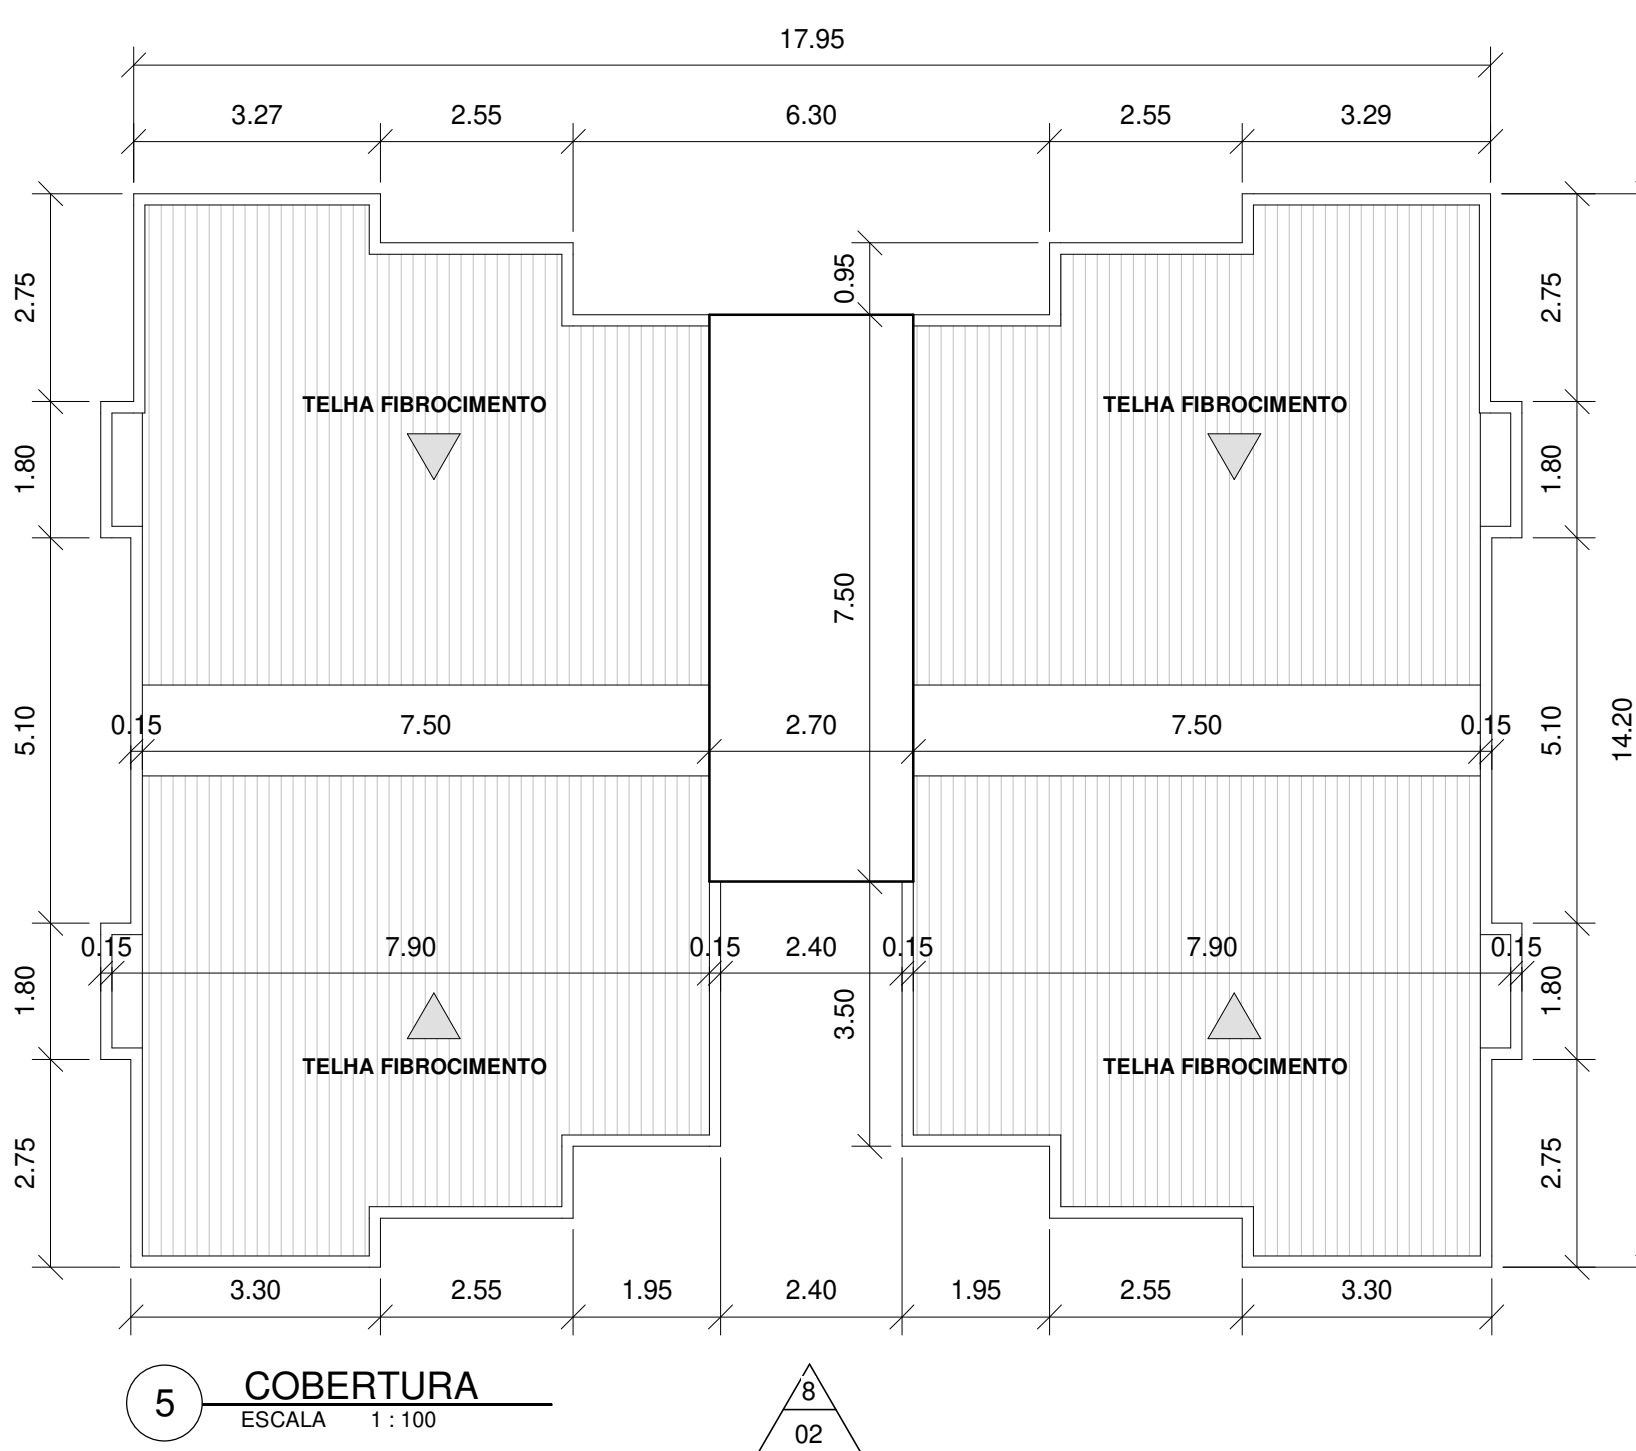 17.95
3.27 2.55 6.30 2.55 3.29
2.75 0.95 2.75
TELHA FIBROCIMENTO TELHA FIBROCIMENTO
1.80 1.80
7.50
0.15 7.50 2.70 7.50 0.15
5.10 5.10 14.20
0.15 7.90 0.15 2.40 0.15 7.90 0.15
1.80 3.50 1.80
TELHA FIBROCIMENTO TELHA FIBROCIMENTO
2.75 2.75
3.30 2.55 1.95 2.40 1.95 2.55 3.30
5 COBERTURA
ESCALA 1 : 100
8
02